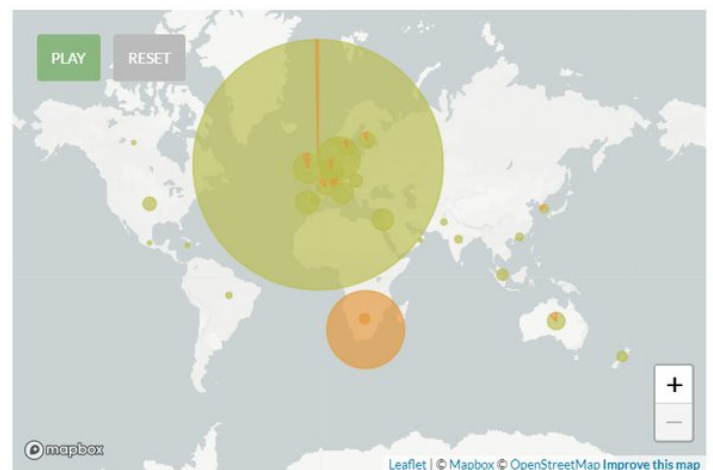 PLAY RESET
+
−
mapbox
Leaflet | © Mapbox © OpenStreetMap Improve this map